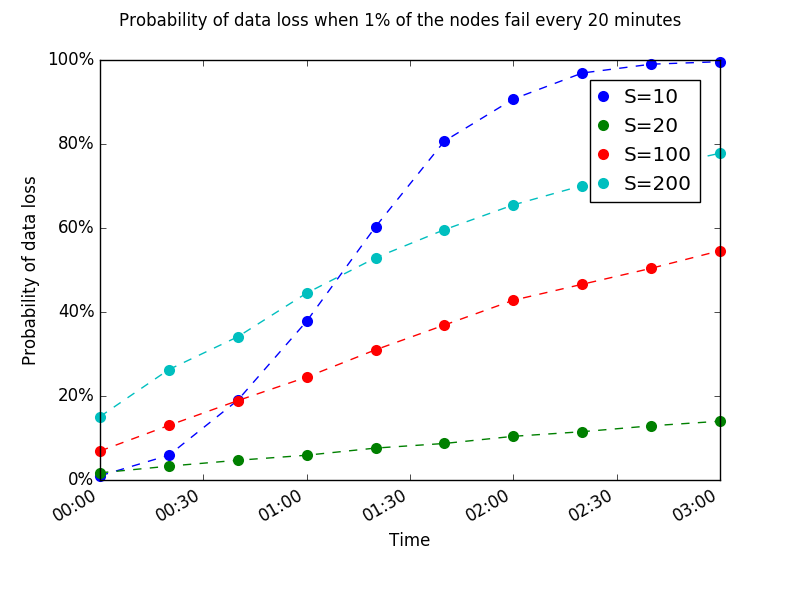 Probability of data loss when 1% of the nodes fail every 20 minutes
100%
80%
60%
40%
20%
0%
Probability of data loss
S=10
S=20
S=100
S=200
00:00
00:30
01:00
01:30
02:00
02:30
03:00
Time